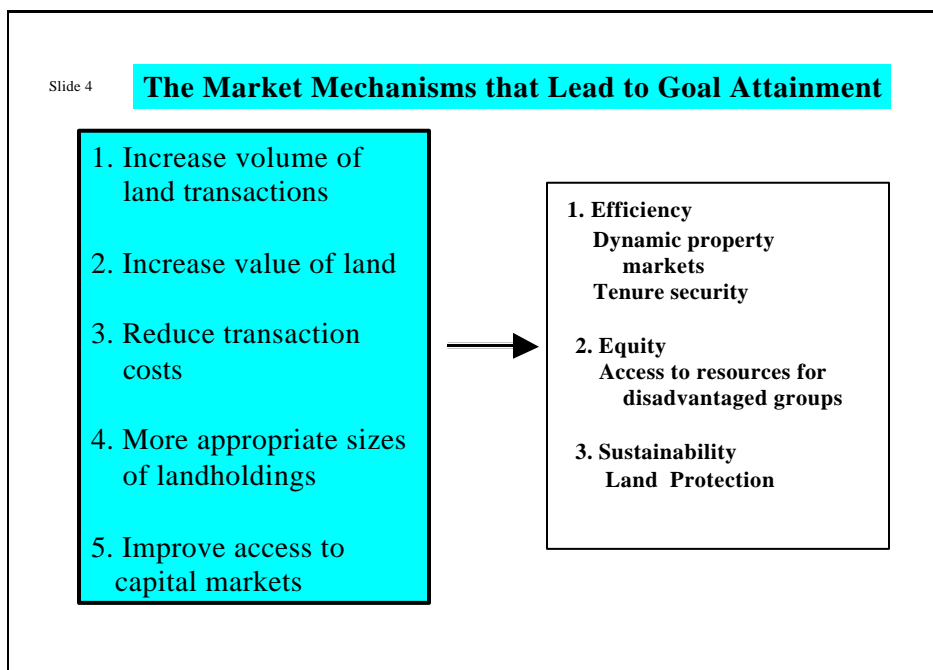 Slide 4
The Market Mechanisms that Lead to Goal Attainment
1. Increase volume of
land transactions
2. Increase value of land
3. Reduce transaction
costs
4. More appropriate sizes
of landholdings
5. Improve access to
capital markets
1. Efficiency
Dynamic property
markets
Tenure security
2. Equity
Access to resources for
disadvantaged groups
3. Sustainability
Land Protection